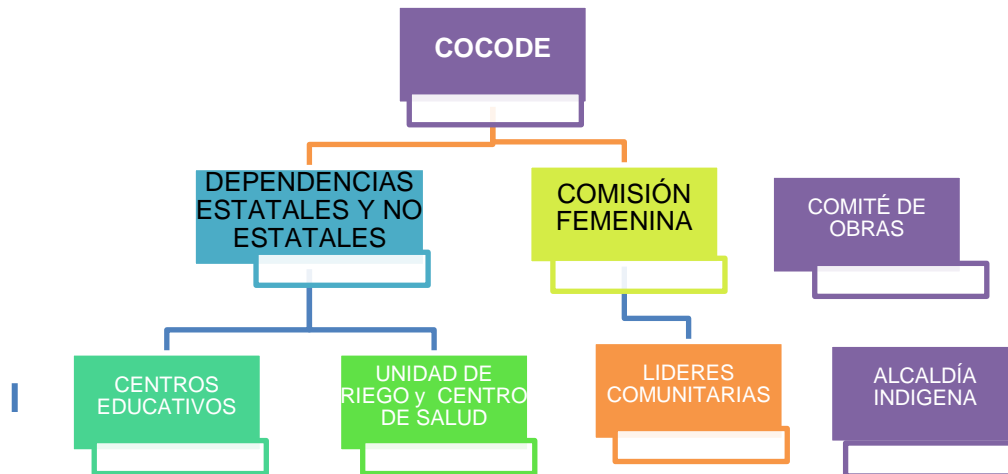 COCODE
DEPENDENCIAS
ESTATALES Y NO
ESTATALES
COMISIÓN
FEMENINA
COMITÉ DE
OBRAS
CENTROS
EDUCATIVOS
UNIDAD DE
RIEGO y CENTRO
DE SALUD
LIDERES
COMUNITARIAS
ALCALDÍA
INDIGENA